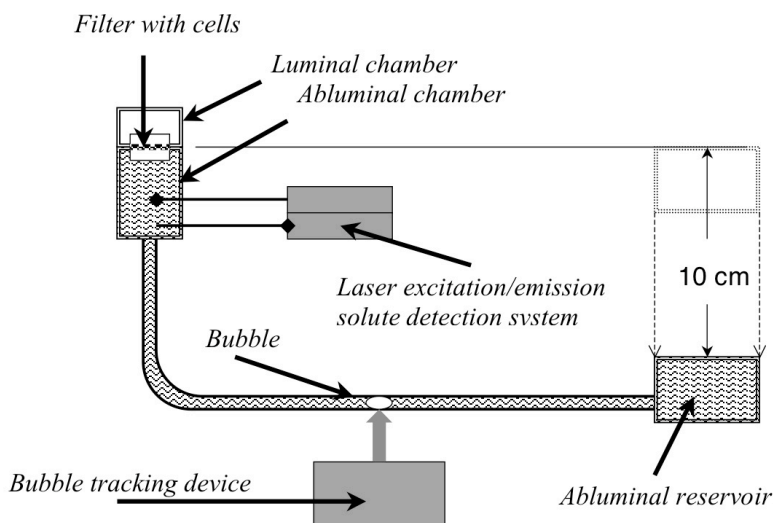 Filter with cells
Luminal chamber
Abluminal chamber
10 cm
Laser excitation/emission
solute detection svstem
Bubble
Bubble tracking device
Abluminal reservoir